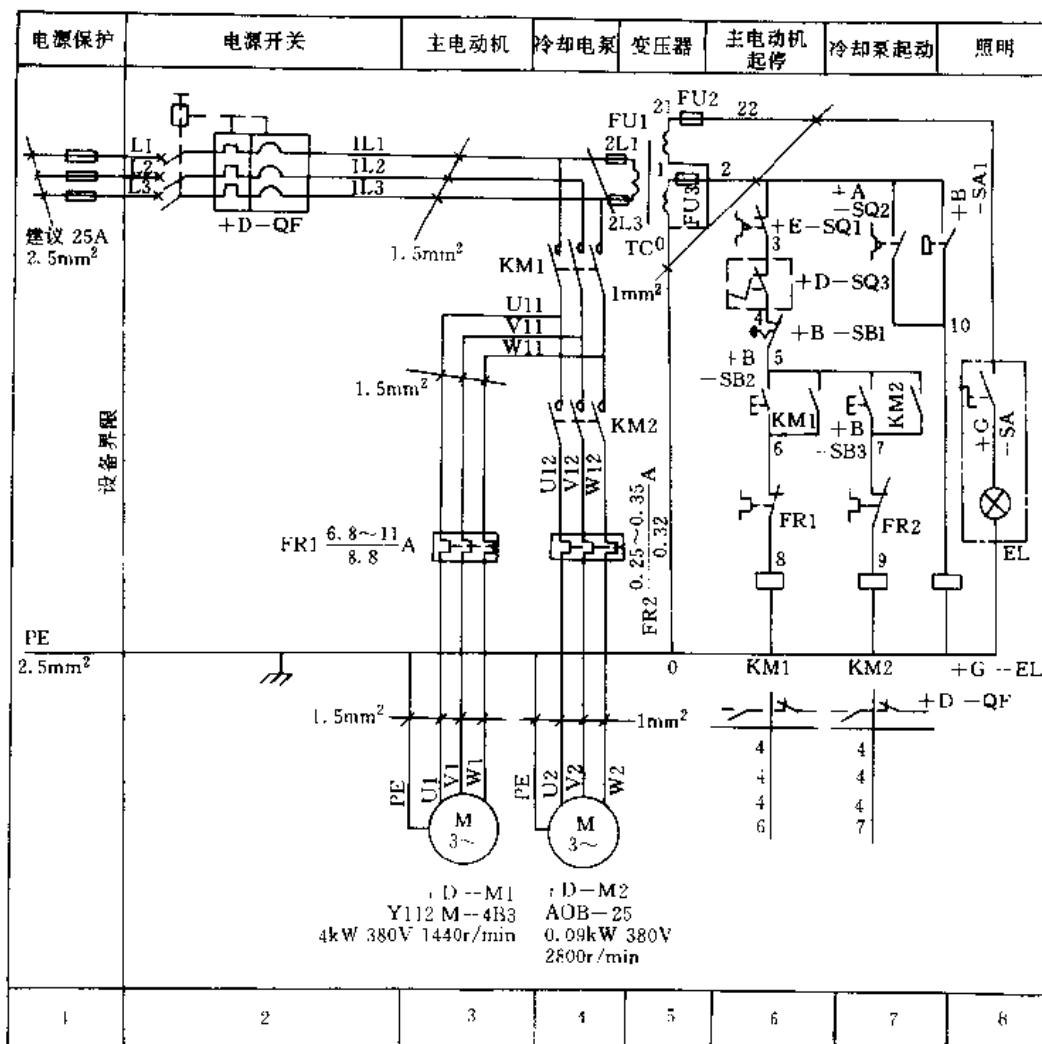 电源保护
电源开关
主电动机
冷却电泵
变压器
主电动机
起停
冷却泵起动
照明
L1
L2
L3
1L1
1L2
1L3
+D-QF
建议 25A
2.5mm²
1.5mm²
FU1
2L1
2L3
21
FU2
22
1
2
FU3
TC
0
KM1
1mm²
U11
V11
W11
1.5mm²
KM2
U12
V12
W12
+E-SQ1
3
+D-SQ3
4
+B-SB1
5
+B
-SB2
KM1
6
FR1
8
+A
-SQ2
+B
-SA1
10
KM2
+B
-SB3
7
FR2
9
+G
-SA
EL
设备界限
FR1 6.8~11
8.8
A
FR2 0.25~0.35
0.32
A
PE
2.5mm²
0
KM1
KM2
+G--EL
+D-QF
1.5mm²
1mm²
PE
U1
V1
W1
PE
U2
V2
W2
M
3~
M
3~
4
4
4
6
4
4
4
7
+D--M1
Y112M--4B3
4kW 380V 1440r/min
+D-M2
AOB-25
0.09kW 380V
2800r/min
1
2
3
4
5
6
7
8